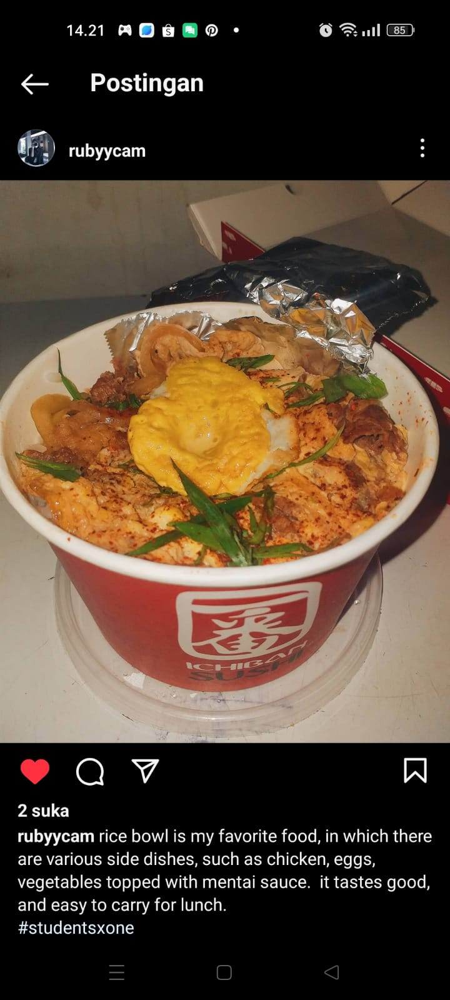 14.21
85
Postingan
rubyycam
番
ICHIBAN
SUSHI
2 suka
rubyycam rice bowl is my favorite food, in which there
are various side dishes, such as chicken, eggs,
vegetables topped with mentai sauce.  it tastes good,
and easy to carry for lunch.
#studentsxone